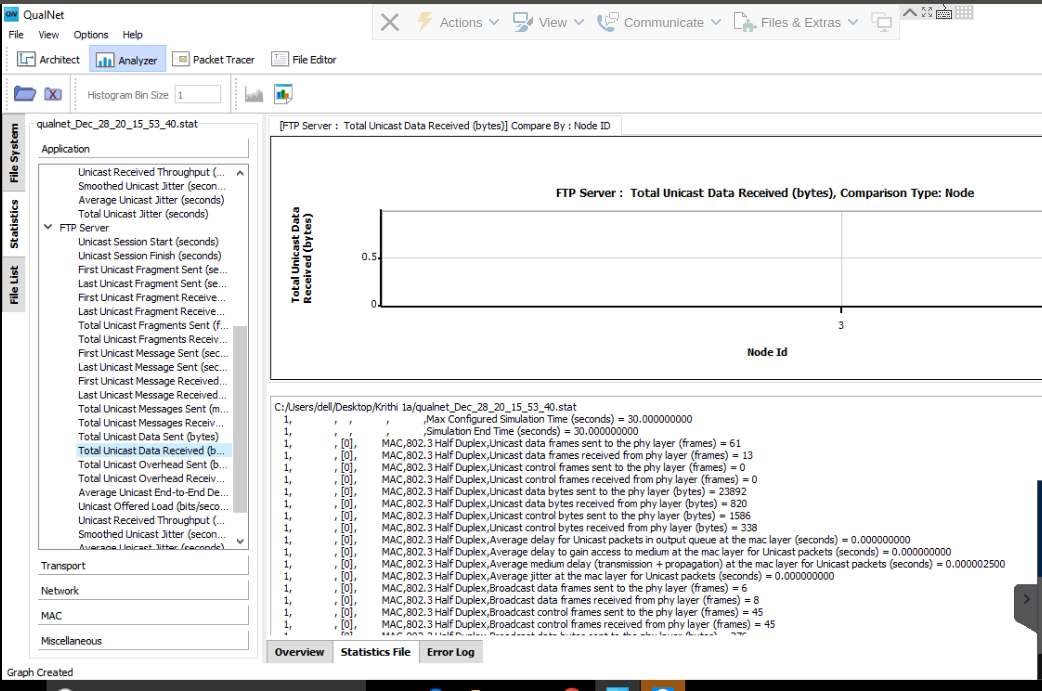 QN QualNet
Actions View Communicate Files & Extras
File View Options Help
Architect Analyzer Packet Tracer File Editor
Histogram Bin Size 1
File System
Statistics
File List
qualnet_Dec_28_20_15_53_40.stat
Application
Unicast Received Throughput (...
Smoothed Unicast Jitter (secon...
Average Unicast Jitter (seconds)
Total Unicast Jitter (seconds)
FTP Server
Unicast Session Start (seconds)
Unicast Session Finish (seconds)
First Unicast Fragment Sent (se...
Last Unicast Fragment Sent (se...
First Unicast Fragment Receive...
Last Unicast Fragment Receive...
Total Unicast Fragments Sent (f...
Total Unicast Fragments Receiv...
First Unicast Message Sent (sec...
Last Unicast Message Sent (sec...
First Unicast Message Received...
Last Unicast Message Received...
Total Unicast Messages Sent (m...
Total Unicast Messages Receiv...
Total Unicast Data Sent (bytes)
Total Unicast Data Received (b...
Total Unicast Overhead Sent (b...
Total Unicast Overhead Receiv...
Average Unicast End-to-End De...
Unicast Offered Load (bits/seco...
Unicast Received Throughput (...
Smoothed Unicast Jitter (secon...
Average Unicast Jitter (seconds)
Transport
Network
MAC
Miscellaneous
[FTP Server : Total Unicast Data Received (bytes)] Compare By : Node ID
FTP Server : Total Unicast Data Received (bytes), Comparison Type: Node
Total Unicast Data
Received (bytes)
0.5
0
3
Node Id
C:/Users/dell/Desktop/Krithi 1a/qualnet_Dec_28_20_15_53_40.stat
1, , , , ,Max Configured Simulation Time (seconds) = 30.000000000
1, , , , ,Simulation End Time (seconds) = 30.000000000
1, , [0], MAC,802.3 Half Duplex,Unicast data frames sent to the phy layer (frames) = 61
1, , [0], MAC,802.3 Half Duplex,Unicast data frames received from phy layer (frames) = 13
1, , [0], MAC,802.3 Half Duplex,Unicast control frames sent to the phy layer (frames) = 0
1, , [0], MAC,802.3 Half Duplex,Unicast control frames received from phy layer (frames) = 0
1, , [0], MAC,802.3 Half Duplex,Unicast data bytes sent to the phy layer (bytes) = 23892
1, , [0], MAC,802.3 Half Duplex,Unicast data bytes received from phy layer (bytes) = 820
1, , [0], MAC,802.3 Half Duplex,Unicast control bytes sent to the phy layer (bytes) = 1586
1, , [0], MAC,802.3 Half Duplex,Unicast control bytes received from phy layer (bytes) = 338
1, , [0], MAC,802.3 Half Duplex,Average delay for Unicast packets in output queue at the mac layer (seconds) = 0.000000000
1, , [0], MAC,802.3 Half Duplex,Average delay to gain access to medium at the mac layer for Unicast packets (seconds) = 0.000000000
1, , [0], MAC,802.3 Half Duplex,Average medium delay (transmission + propagation) at the mac layer for Unicast packets (seconds) = 0.000002500
1, , [0], MAC,802.3 Half Duplex,Average jitter at the mac layer for Unicast packets (seconds) = 0.000000000
1, , [0], MAC,802.3 Half Duplex,Broadcast data frames sent to the phy layer (frames) = 6
1, , [0], MAC,802.3 Half Duplex,Broadcast data frames received from phy layer (frames) = 8
1, , [0], MAC,802.3 Half Duplex,Broadcast control frames sent to the phy layer (frames) = 45
1, , [0], MAC,802.3 Half Duplex,Broadcast control frames received from phy layer (frames) = 45
Overview Statistics File Error Log
Graph Created